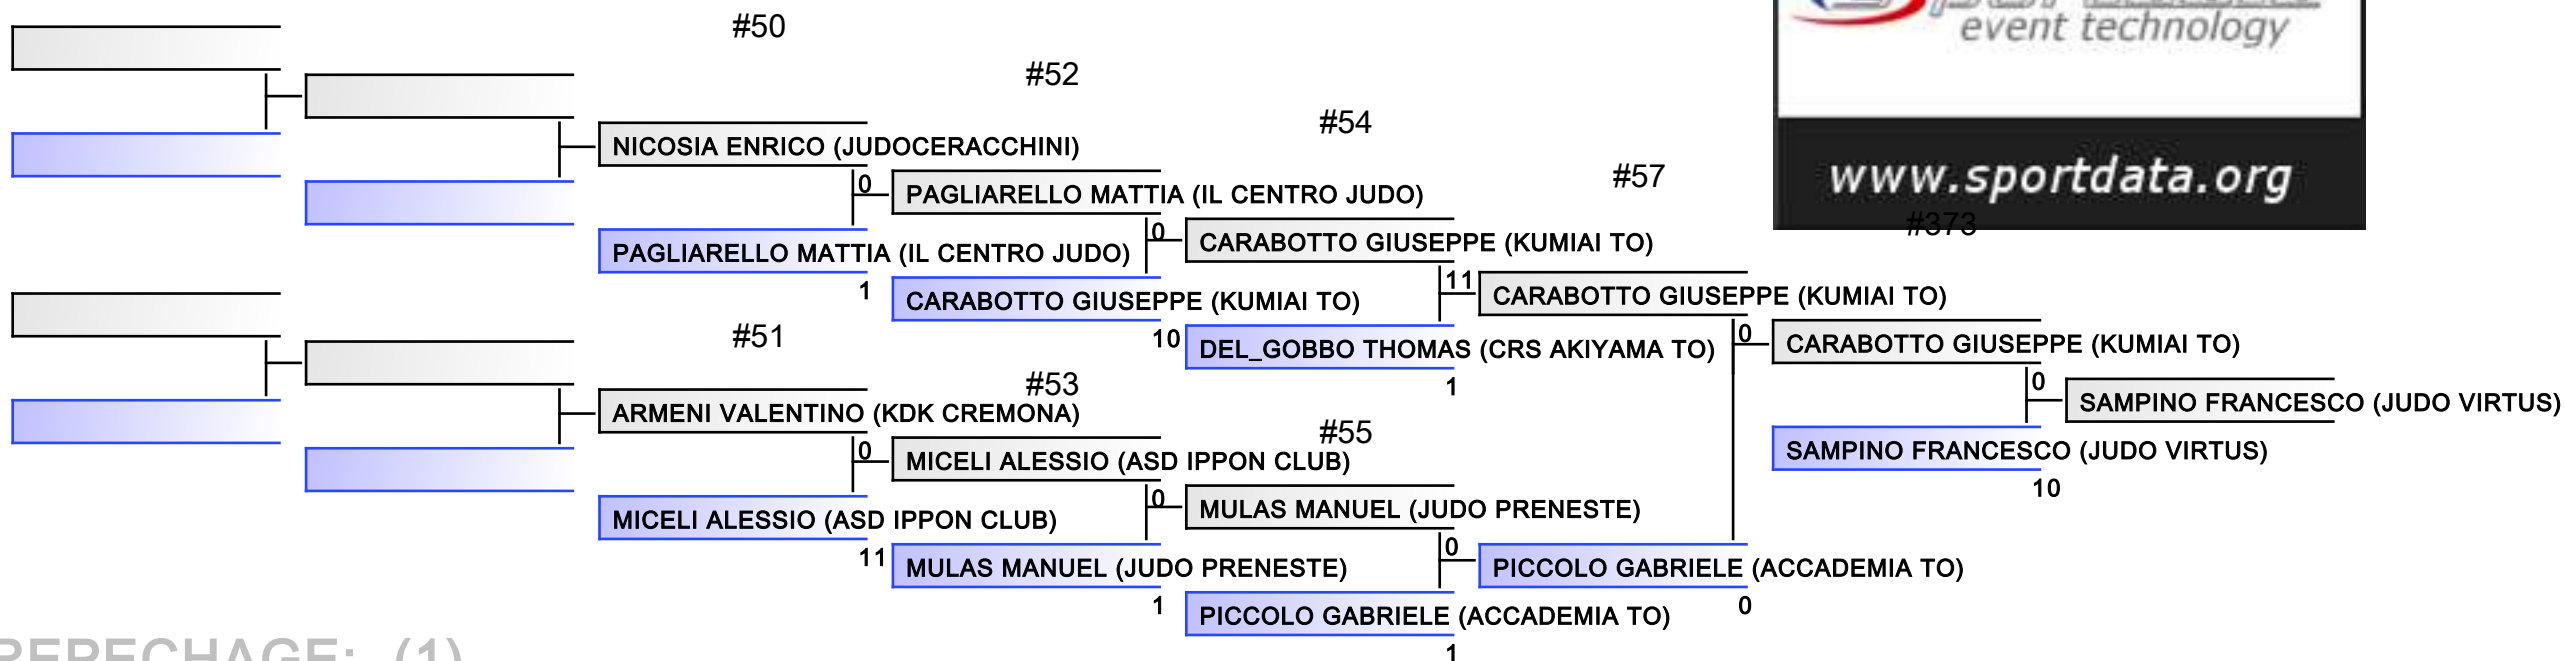 #50
event technology
#52
#54
NICOSIA ENRICO (JUDOCERACCHINI)
#57
www.sportdata.org
0
PAGLIARELLO MATTIA (IL CENTRO JUDO)
#373
0
CARABOTTO GIUSEPPE (KUMIAI TO)
PAGLIARELLO MATTIA (IL CENTRO JUDO)
1
11
CARABOTTO GIUSEPPE (KUMIAI TO)
CARABOTTO GIUSEPPE (KUMIAI TO)
#51
10
0
DEL_GOBBO THOMAS (CRS AKIYAMA TO)
CARABOTTO GIUSEPPE (KUMIAI TO)
#53
1
0
SAMPINO FRANCESCO (JUDO VIRTUS)
ARMENI VALENTINO (KDK CREMONA)
#55
0
MICELI ALESSIO (ASD IPPON CLUB)
SAMPINO FRANCESCO (JUDO VIRTUS)
10
0
MULAS MANUEL (JUDO PRENESTE)
MICELI ALESSIO (ASD IPPON CLUB)
11
0
MULAS MANUEL (JUDO PRENESTE)
PICCOLO GABRIELE (ACCADEMIA TO)
1
0
PICCOLO GABRIELE (ACCADEMIA TO)
1
REPECHAGE: (1)